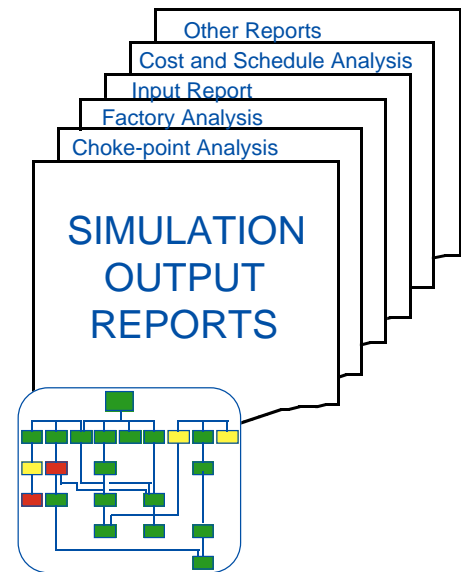 Other Reports
Cost and Schedule Analysis
Input Report
Factory Analysis
Choke-point Analysis
SIMULATION
OUTPUT
REPORTS